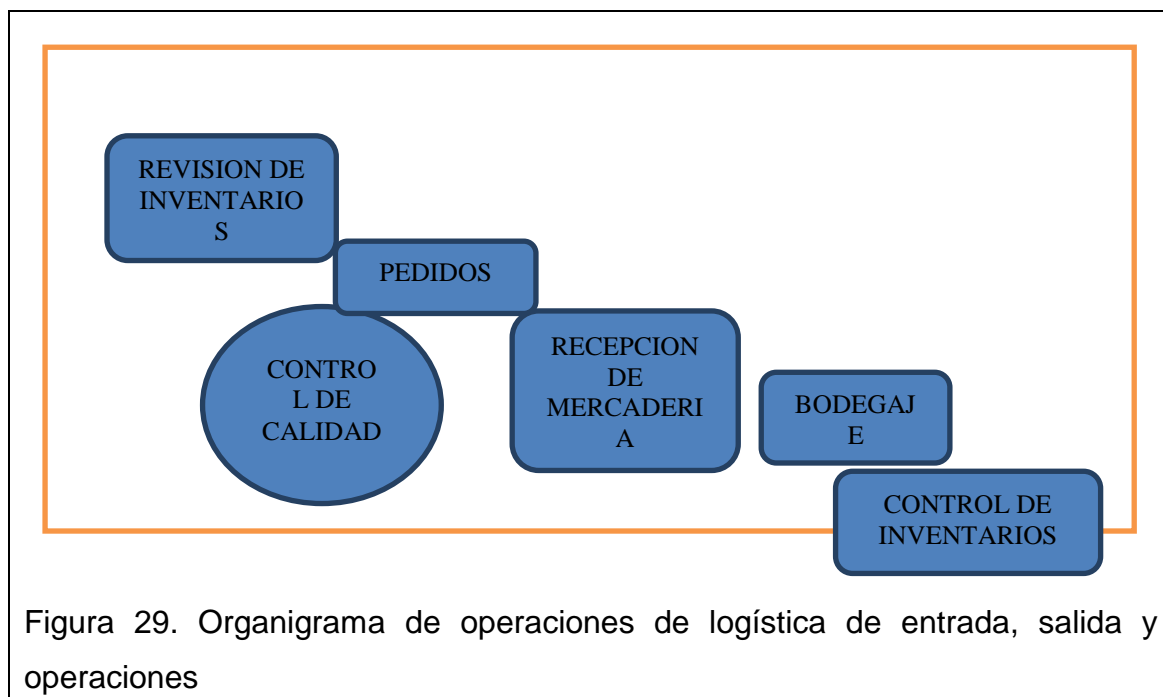 REVISION DE
INVENTARIO
S
PEDIDOS
CONTRO
L DE
CALIDAD
RECEPCION
DE
MERCADERI
A
BODEGAJ
E
CONTROL DE
INVENTARIOS
Figura 29. Organigrama de operaciones de logística de entrada, salida y
operaciones